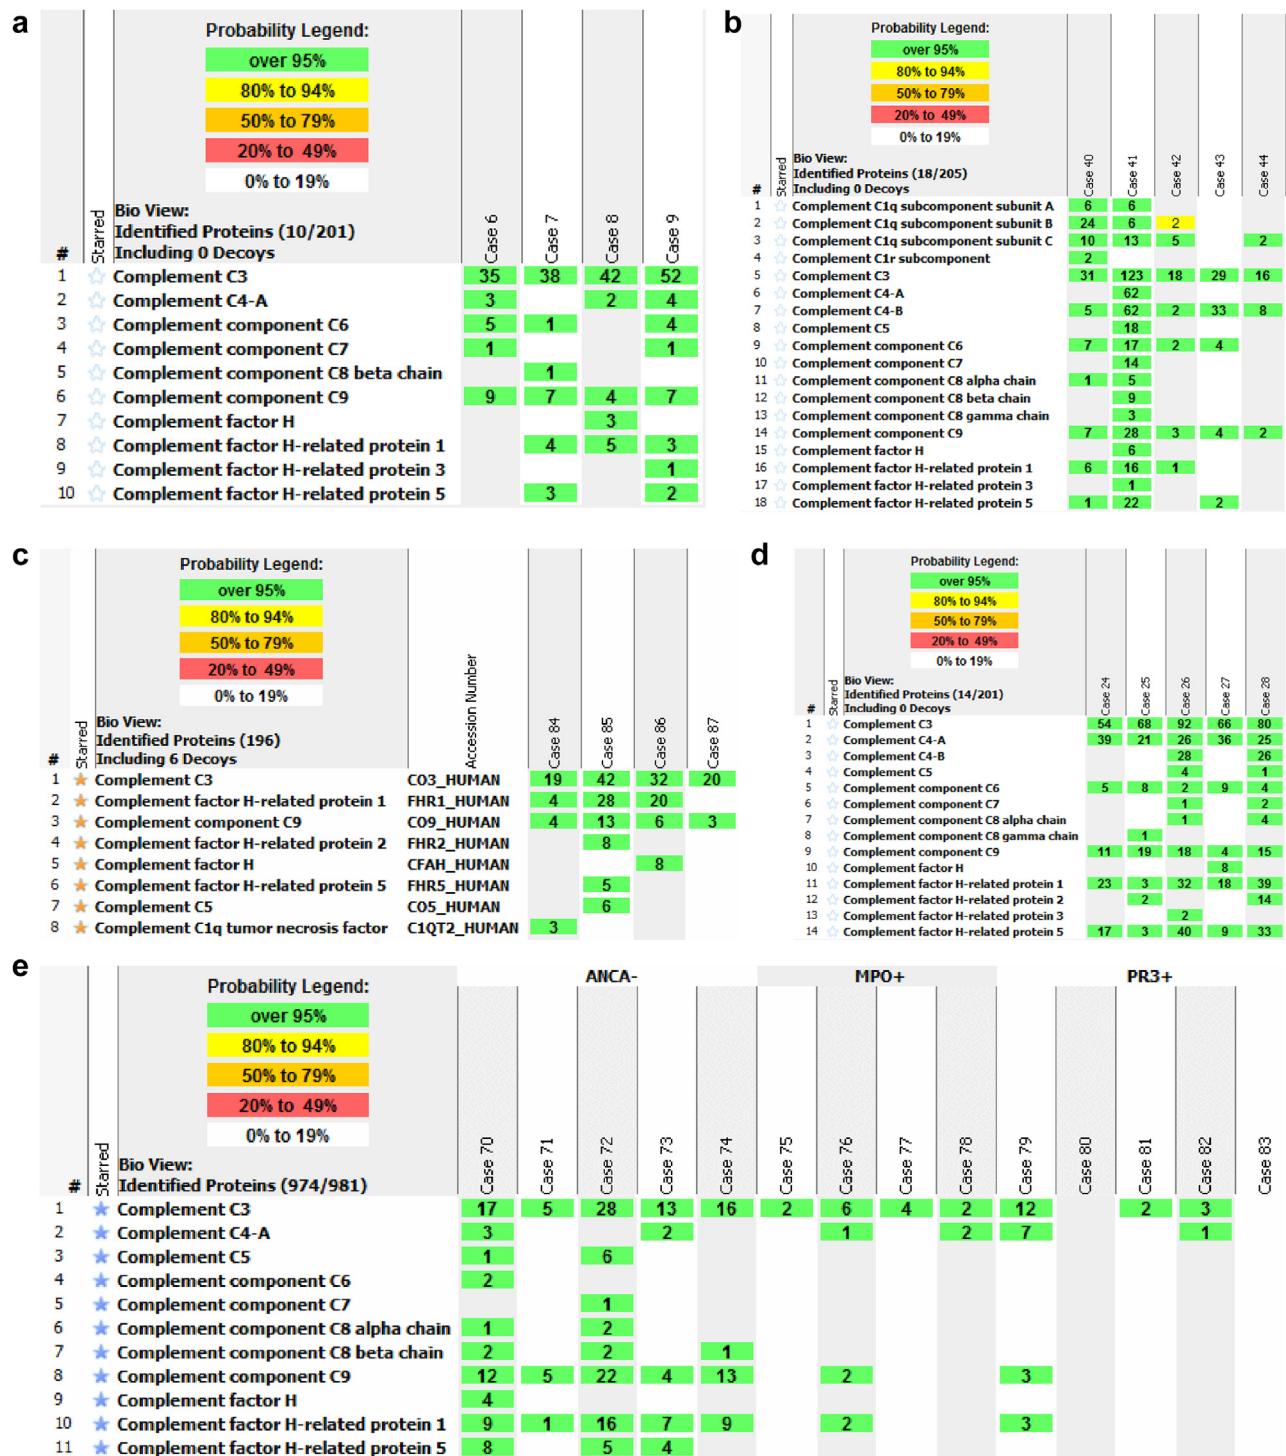 a
Probability Legend:
over 95%
80% to 94%
50% to 79%
20% to 49%
0% to 19%
Bio View:
Identified Proteins (10/201)
Including 0 Decoys
# Starred Case 6 Case 7 Case 8 Case 9
1 Complement C3 35 38 42 52
2 Complement C4-A 3 2 4
3 Complement component C6 5 1 4
4 Complement component C7 1 1
5 Complement component C8 beta chain 1
6 Complement component C9 9 7 4 7
7 Complement factor H 3
8 Complement factor H-related protein 1 4 5 3
9 Complement factor H-related protein 3 1
10 Complement factor H-related protein 5 3 2
b
Probability Legend:
over 95%
80% to 94%
50% to 79%
20% to 49%
0% to 19%
Bio View:
Identified Proteins (18/205)
Including 0 Decoys
# Starred Case 40 Case 41 Case 42 Case 43 Case 44
1 Complement C1q subcomponent subunit A 6 6
2 Complement C1q subcomponent subunit B 24 6 2
3 Complement C1q subcomponent subunit C 10 13 5 2
4 Complement C1r subcomponent 2
5 Complement C3 31 123 18 29 16
6 Complement C4-A 62
7 Complement C4-B 5 62 2 33 8
8 Complement C5 18
9 Complement component C6 7 17 2 4
10 Complement component C7 14
11 Complement component C8 alpha chain 1 5
12 Complement component C8 beta chain 9
13 Complement component C8 gamma chain 3
14 Complement component C9 7 28 3 4 2
15 Complement factor H 6
16 Complement factor H-related protein 1 6 16 1
17 Complement factor H-related protein 3 1
18 Complement factor H-related protein 5 1 22 2
c
Probability Legend:
over 95%
80% to 94%
50% to 79%
20% to 49%
0% to 19%
Bio View:
Identified Proteins (196)
Including 6 Decoys
# Starred Accession Number Case 84 Case 85 Case 86 Case 87
1 Complement C3 CO3_HUMAN 19 42 32 20
2 Complement factor H-related protein 1 FHR1_HUMAN 4 28 20
3 Complement component C9 CO9_HUMAN 4 13 6 3
4 Complement factor H-related protein 2 FHR2_HUMAN 8
5 Complement factor H CFAH_HUMAN 8
6 Complement factor H-related protein 5 FHR5_HUMAN 5
7 Complement C5 CO5_HUMAN 6
8 Complement C1q tumor necrosis factor C1QT2_HUMAN 3
d
Probability Legend:
over 95%
80% to 94%
50% to 79%
20% to 49%
0% to 19%
Bio View:
Identified Proteins (14/201)
Including 0 Decoys
# Starred Case 24 Case 25 Case 26 Case 27 Case 28
1 Complement C3 54 68 92 66 80
2 Complement C4-A 39 21 26 36 25
3 Complement C4-B 28 26
4 Complement C5 4 1
5 Complement component C6 5 8 2 9 4
6 Complement component C7 1 2
7 Complement component C8 alpha chain 1 4
8 Complement component C8 gamma chain 1
9 Complement component C9 11 19 18 4 15
10 Complement factor H 8
11 Complement factor H-related protein 1 23 3 32 18 39
12 Complement factor H-related protein 2 2 14
13 Complement factor H-related protein 3 2
14 Complement factor H-related protein 5 17 3 40 9 33
e
ANCA- MPO+ PR3+
Probability Legend:
over 95%
80% to 94%
50% to 79%
20% to 49%
0% to 19%
Bio View:
Identified Proteins (974/981)
# Starred Case 70 Case 71 Case 72 Case 73 Case 74 Case 75 Case 76 Case 77 Case 78 Case 79 Case 80 Case 81 Case 82 Case 83
1 Complement C3 17 5 28 13 16 2 6 4 2 12 2 3
2 Complement C4-A 3 2 1 2 7 1
3 Complement C5 1 6
4 Complement component C6 2
5 Complement component C7 1
6 Complement component C8 alpha chain 1 2
7 Complement component C8 beta chain 2 2 1
8 Complement component C9 12 5 22 4 13 2 3
9 Complement factor H 4
10 Complement factor H-related protein 1 9 1 16 7 9 2 3
11 Complement factor H-related protein 5 8 5 4